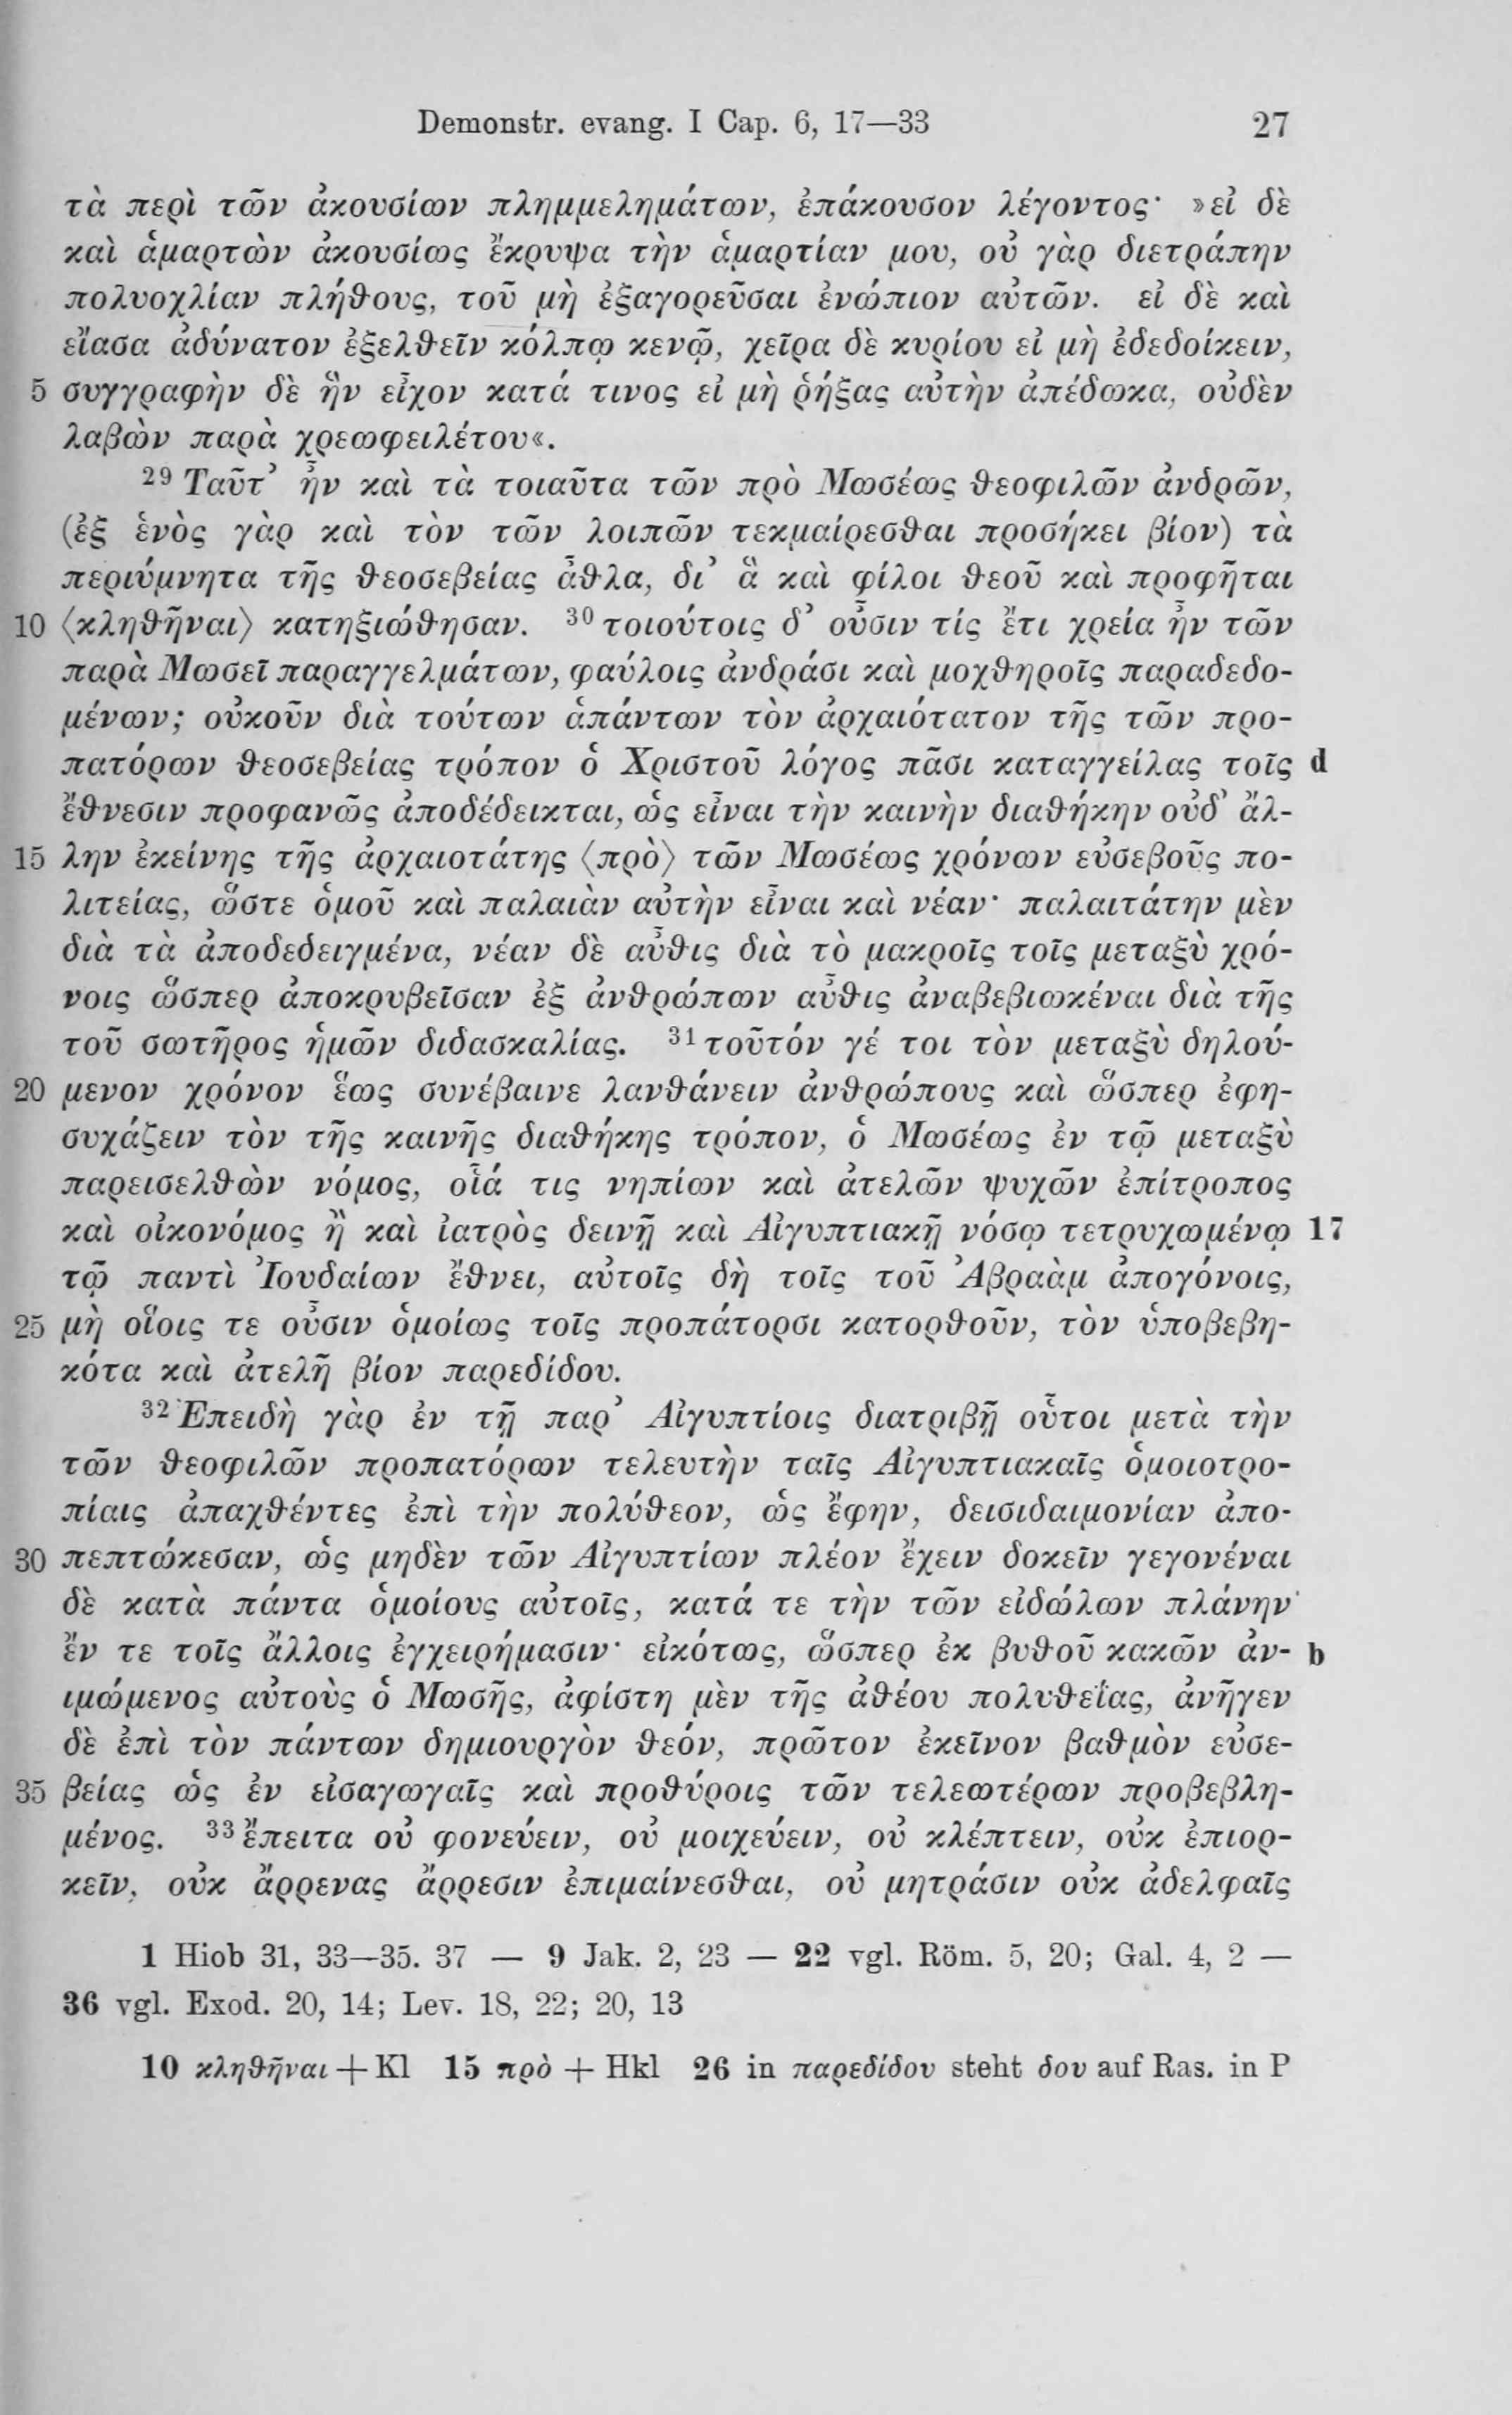 Demonstr. evang. I Cap. 6, 17—33 27
τὰ περὶ τῶν ἀκουσίων πλημμελημάτων, ἐπάκουσον λέγοντος· »εἰ δὲ
καὶ ἁμαρτὼν ἀκουσίως ἔκρυψα τὴν ἁμαρτίαν μου, οὐ γὰρ διετράπην
πολυοχλίαν πλήθους, τοῦ μὴ ἐξαγορεῦσαι ἐνώπιον αὐτῶν. εἰ δὲ καὶ
εἴασα ἀδύνατον ἐξελθεῖν κόλπῳ κενῷ, χεῖρα δὲ κυρίου εἰ μὴ ἐδεδοίκειν,
5 συγγραφὴν δὲ ἣν εἶχον κατά τινος εἰ μὴ ῥήξας αὐτὴν ἀπέδωκα, οὐδὲν
λαβὼν παρὰ χρεωφειλέτου«.
29 Ταῦτ’ ἦν καὶ τὰ τοιαῦτα τῶν πρὸ Μωσέως θεοφιλῶν ἀνδρῶν,
(ἐξ ἑνὸς γὰρ καὶ τὸν τῶν λοιπῶν τεκμαίρεσθαι προσήκει βίον) τὰ
περιύμνητα τῆς θεοσεβείας ἆθλα, δι’ ἃ καὶ φίλοι θεοῦ καὶ προφῆται
10 ⟨κληθῆναι⟩ κατηξιώθησαν. 30 τοιούτοις δ’ οὖσιν τίς ἔτι χρεία ἦν τῶν
παρὰ Μωσεῖ παραγγελμάτων, φαύλοις ἀνδράσι καὶ μοχθηροῖς παραδεδο-
μένων; οὐκοῦν διὰ τούτων ἁπάντων τὸν ἀρχαιότατον τῆς τῶν προ-
πατόρων θεοσεβείας τρόπον ὁ Χριστοῦ λόγος πᾶσι καταγγείλας τοῖς d
ἔθνεσιν προφανῶς ἀποδέδεικται, ὡς εἶναι τὴν καινὴν διαθήκην οὐδ’ ἄλ-
15 λην ἐκείνης τῆς ἀρχαιοτάτης ⟨πρὸ⟩ τῶν Μωσέως χρόνων εὐσεβοῦς πο-
λιτείας, ὥστε ὁμοῦ καὶ παλαιὰν αὐτὴν εἶναι καὶ νέαν· παλαιτάτην μὲν
διὰ τὰ ἀποδεδειγμένα, νέαν δὲ αὖθις διὰ τὸ μακροῖς τοῖς μεταξὺ χρό-
νοις ὥσπερ ἀποκρυβεῖσαν ἐξ ἀνθρώπων αὖθις ἀναβεβιωκέναι διὰ τῆς
τοῦ σωτῆρος ἡμῶν διδασκαλίας. 31 τοῦτόν γέ τοι τὸν μεταξὺ δηλού-
20 μενον χρόνον ἕως συνέβαινε λανθάνειν ἀνθρώπους καὶ ὥσπερ ἐφη-
συχάζειν τὸν τῆς καινῆς διαθήκης τρόπον, ὁ Μωσέως ἐν τῷ μεταξὺ
παρεισελθὼν νόμος, οἷά τις νηπίων καὶ ἀτελῶν ψυχῶν ἐπίτροπος
καὶ οἰκονόμος ἢ καὶ ἰατρὸς δεινῇ καὶ Αἰγυπτιακῇ νόσῳ τετρυχωμένῳ 17
τῷ παντὶ Ἰουδαίων ἔθνει, αὐτοῖς δὴ τοῖς τοῦ Ἀβραὰμ ἀπογόνοις,
25 μὴ οἵοις τε οὖσιν ὁμοίως τοῖς προπάτορσι κατορθοῦν, τὸν ὑποβεβη-
κότα καὶ ἀτελῆ βίον παρεδίδου.
32 Ἐπειδὴ γὰρ ἐν τῇ παρ’ Αἰγυπτίοις διατριβῇ οὗτοι μετὰ τὴν
τῶν θεοφιλῶν προπατόρων τελευτὴν ταῖς Αἰγυπτιακαῖς ὁμοιοτρο-
πίαις ἀπαχθέντες ἐπὶ τὴν πολύθεον, ὡς ἔφην, δεισιδαιμονίαν ἀπο-
30 πεπτώκεσαν, ὡς μηδὲν τῶν Αἰγυπτίων πλέον ἔχειν δοκεῖν γεγονέναι
δὲ κατὰ πάντα ὁμοίους αὐτοῖς, κατά τε τὴν τῶν εἰδώλων πλάνην
ἔν τε τοῖς ἄλλοις ἐγχειρήμασιν· εἰκότως, ὥσπερ ἐκ βυθοῦ κακῶν ἀν- b
ιμώμενος αὐτοὺς ὁ Μωσῆς, ἀφίστη μὲν τῆς ἀθέου πολυθεΐας, ἀνῆγεν
δὲ ἐπὶ τὸν πάντων δημιουργὸν θεόν, πρῶτον ἐκεῖνον βαθμὸν εὐσε-
35 βείας ὡς ἐν εἰσαγωγαῖς καὶ προθύροις τῶν τελεωτέρων προβεβλη-
μένος. 33 ἔπειτα οὐ φονεύειν, οὐ μοιχεύειν, οὐ κλέπτειν, οὐκ ἐπιορ-
κεῖν, οὐκ ἄρρενας ἄρρεσιν ἐπιμαίνεσθαι, οὐ μητράσιν οὐκ ἀδελφαῖς
1 Hiob 31, 33—35. 37 — 9 Jak. 2, 23 — 22 vgl. Röm. 5, 20; Gal. 4, 2 —
36 vgl. Exod. 20, 14; Lev. 18, 22; 20, 13
10 κληθῆναι + Kl 15 πρὸ + Hkl 26 in παρεδίδου steht δου auf Ras. in P